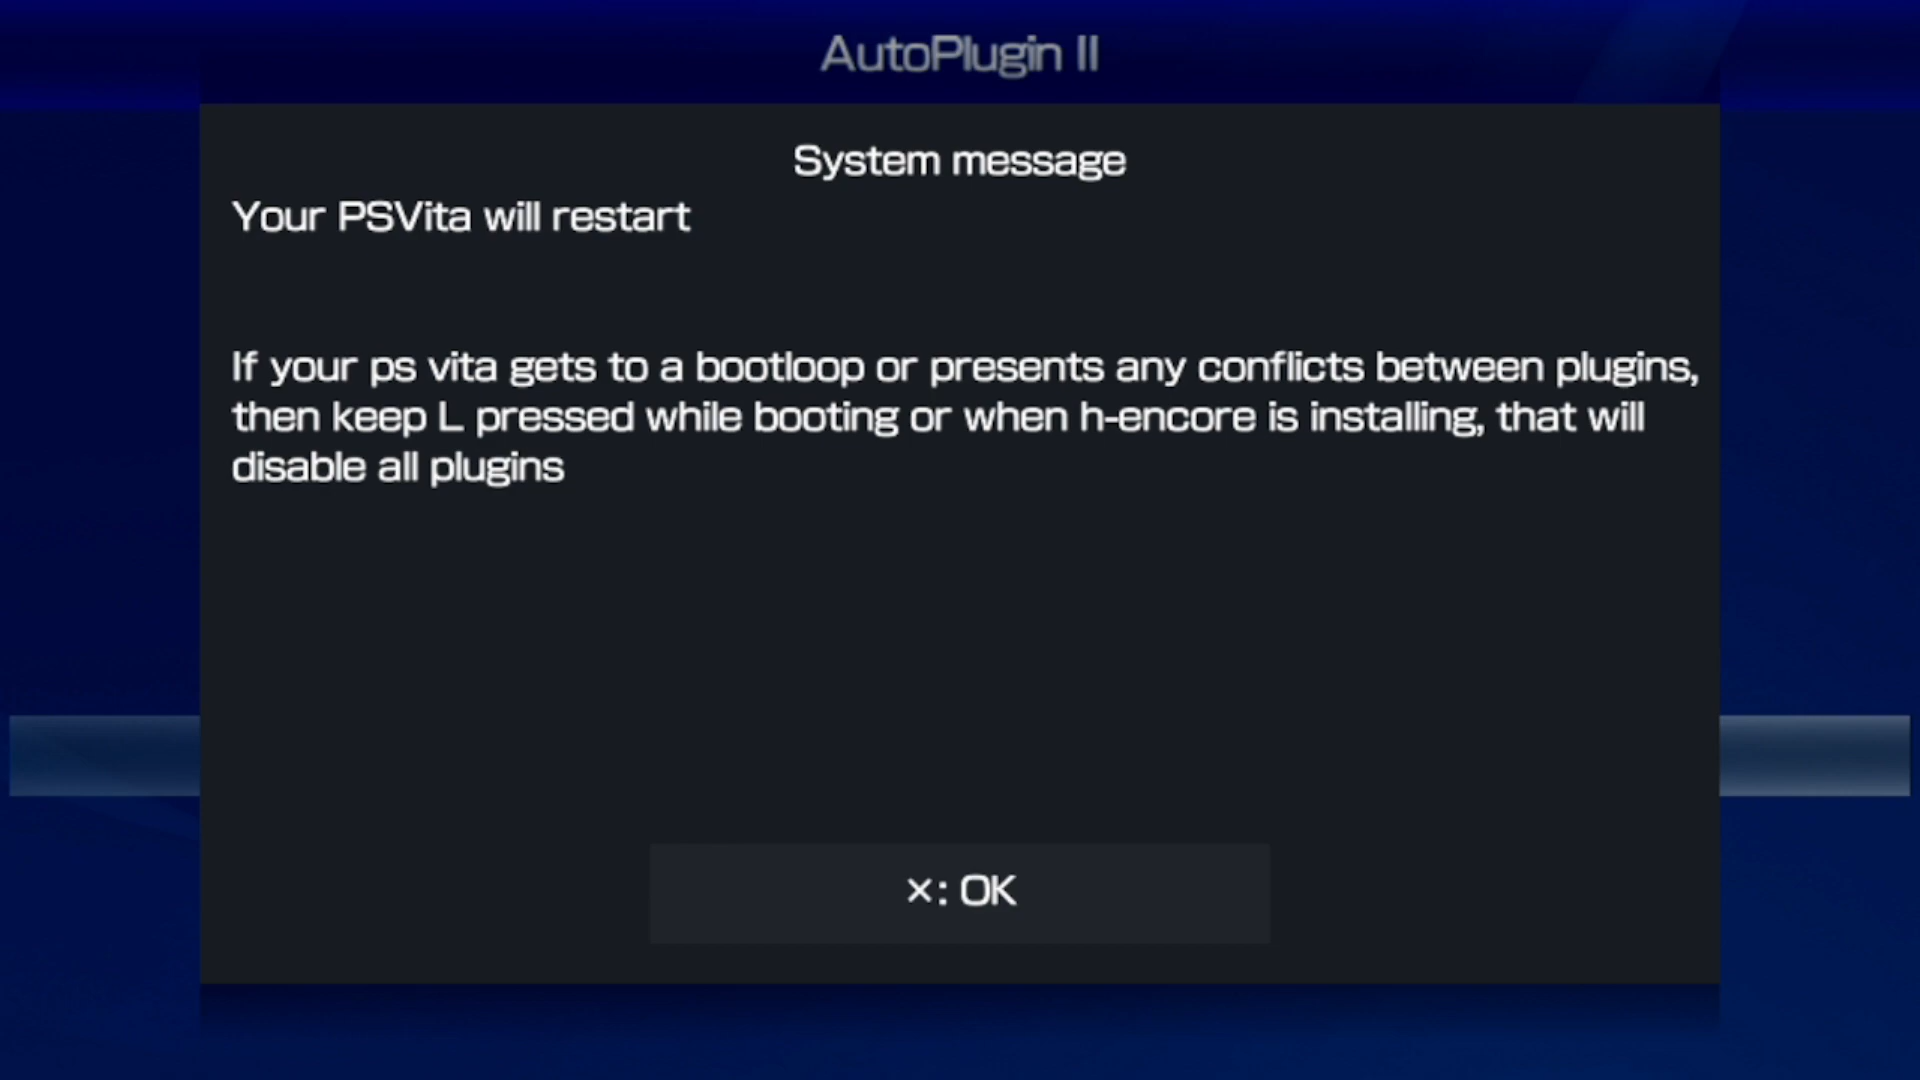 AutoPlugin II
System message
Your PSVita will restart
If your ps vita gets to a bootloop or presents any conflicts between plugins,
then keep L pressed while booting or when h-encore is installing, that will
disable all plugins
×: OK